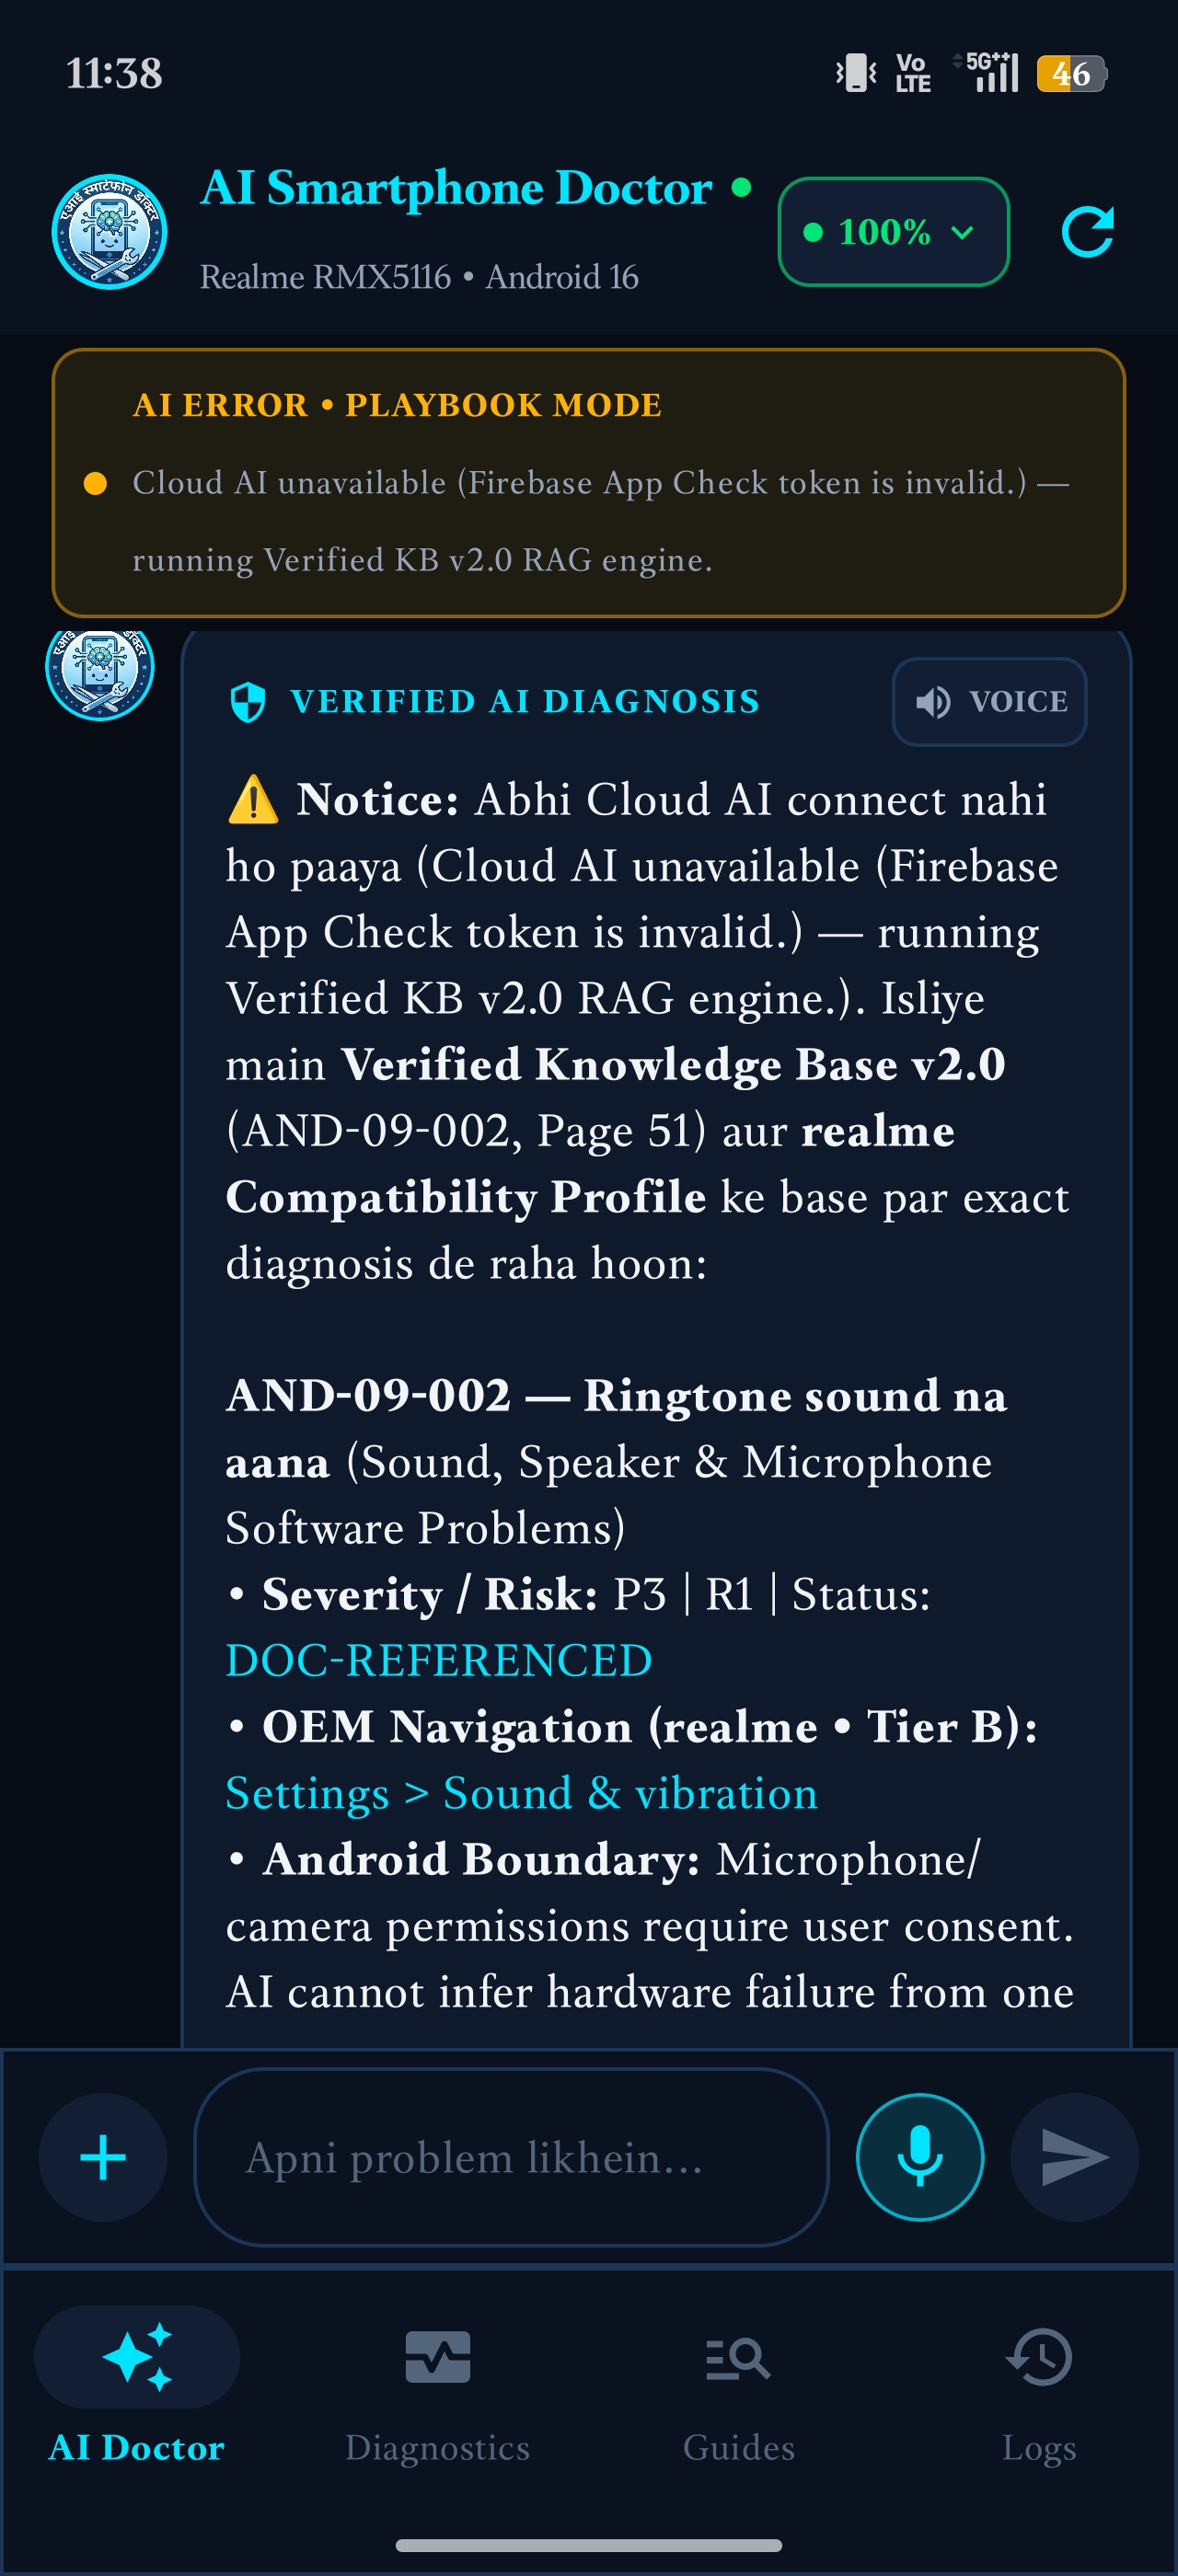 11:38
Vo
LTE
5G++
46
एआई स्मार्टफोन डॉक्टर
AI Smartphone Doctor
100%
Realme RMX5116 • Android 16
AI ERROR • PLAYBOOK MODE
Cloud AI unavailable (Firebase App Check token is invalid.) —
running Verified KB v2.0 RAG engine.
VERIFIED AI DIAGNOSIS
VOICE
⚠️ Notice: Abhi Cloud AI connect nahi
ho paaya (Cloud AI unavailable (Firebase
App Check token is invalid.) — running
Verified KB v2.0 RAG engine.). Isliye
main Verified Knowledge Base v2.0
(AND-09-002, Page 51) aur realme
Compatibility Profile ke base par exact
diagnosis de raha hoon:
AND-09-002 — Ringtone sound na
aana (Sound, Speaker & Microphone
Software Problems)
• Severity / Risk: P3 | R1 | Status:
DOC-REFERENCED
• OEM Navigation (realme • Tier B):
Settings > Sound & vibration
• Android Boundary: Microphone/
camera permissions require user consent.
AI cannot infer hardware failure from one
Apni problem likhein...
AI Doctor
Diagnostics
Guides
Logs